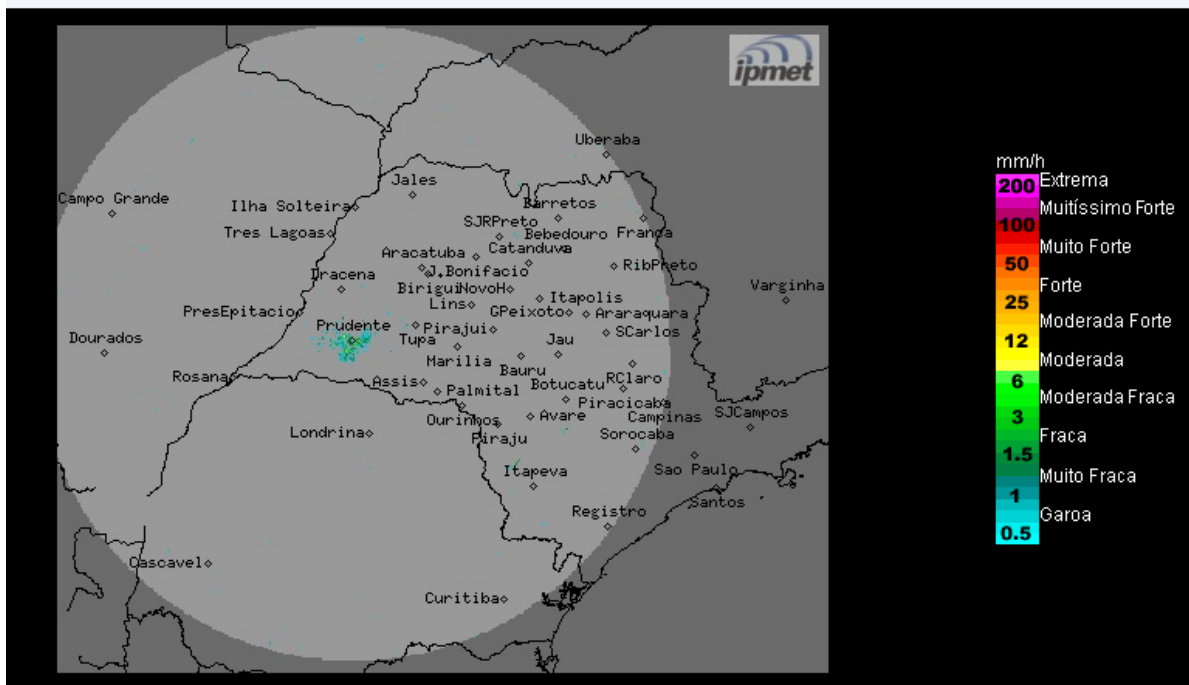 ipmet
Uberaba
Jales
Campo Grande
Ilha Solteira
Barretos
SJRPreto
Tres Lagoas
Bebedouro
Franca
Aracatuba
Catanduva
Dracena
J.Bonifacio
RibPreto
Birigui
NovoH
Varginha
Lins
Itapolis
PresEpitacio
GPeixoto
Araraquara
Prudente
Pirajui
SCarlos
Dourados
Tupa
Jau
Marilia
Bauru
Rosana
Assis
Botucatu
RClaro
Palmital
Piracicaba
Ourinhos
Avare
Campinas
SJCampos
Londrina
Piraju
Sorocaba
Itapeva
Sao Paulo
Santos
Registro
Cascavel
Curitiba
mm/h
200 Extrema
Muitíssimo Forte
100
Muito Forte
50
Forte
25
Moderada Forte
12
Moderada
6
Moderada Fraca
3
Fraca
1.5
Muito Fraca
1
Garoa
0.5